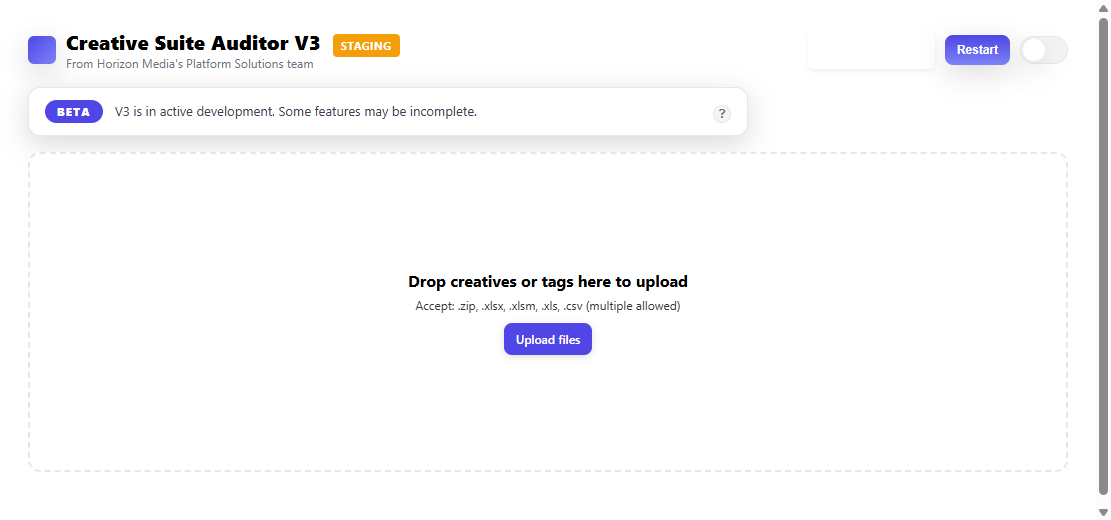 Creative Suite Auditor V3
STAGING
From Horizon Media's Platform Solutions team
Restart
BETA
V3 is in active development. Some features may be incomplete.
?
Drop creatives or tags here to upload
Accept: .zip, .xlsx, .xlsm, .xls, .csv (multiple allowed)
Upload files